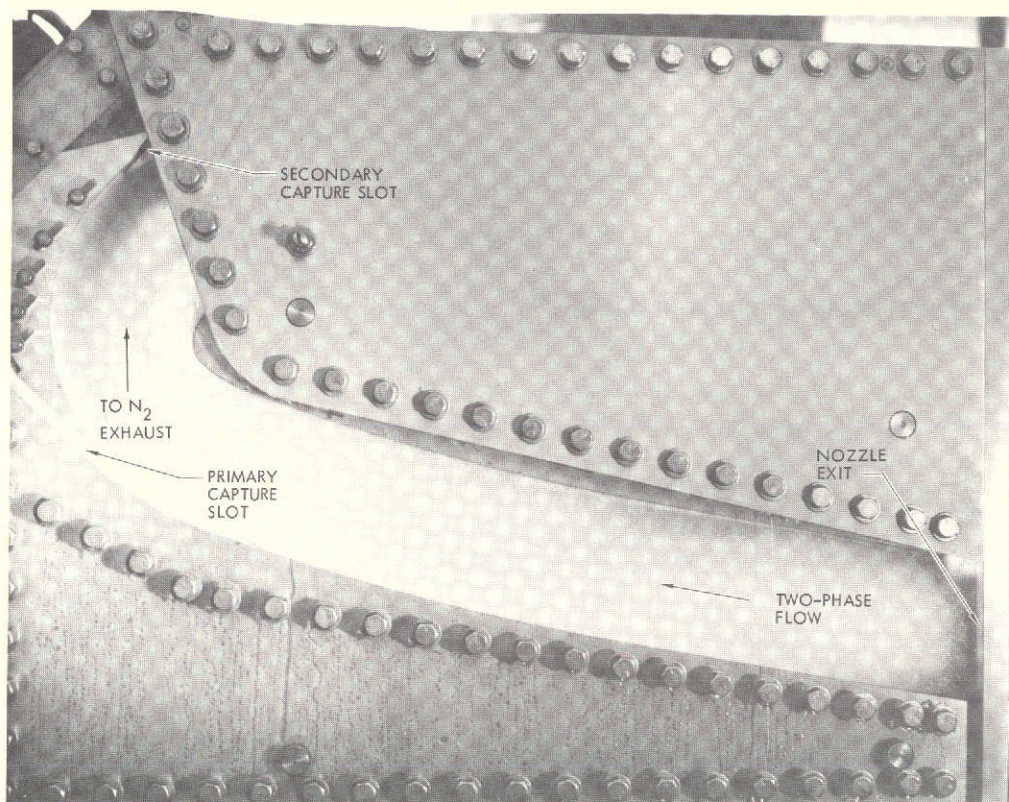 SECONDARY
CAPTURE SLOT
TO N₂
EXHAUST
PRIMARY
CAPTURE
SLOT
NOZZLE
EXIT
TWO-PHASE
FLOW